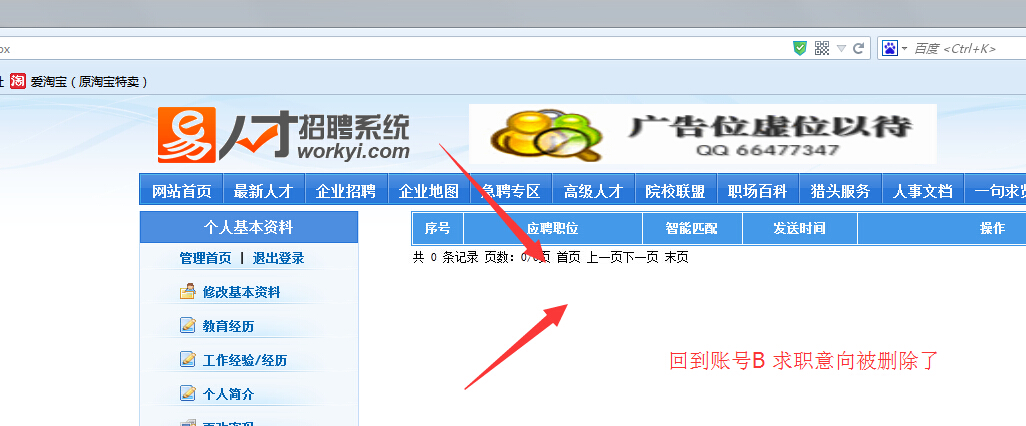 ox
百度 <Ctrl+K>
址 淘 爱淘宝（原淘宝特卖）
易 人才 招聘系统
workyi.com
广告位虚位以待
QQ 66477347
网站首页 最新人才 企业招聘 企业地图 急聘专区 高级人才 院校联盟 职场百科 猎头服务 人事文档 一句求贤
个人基本资料
序号 应聘职位 智能匹配 发送时间 操作
管理首页 | 退出登录
共 0 条记录 页数：0/0页 首页 上一页下一页 末页
修改基本资料
教育经历
工作经验/经历
回到账号B 求职意向被删除了
个人简介